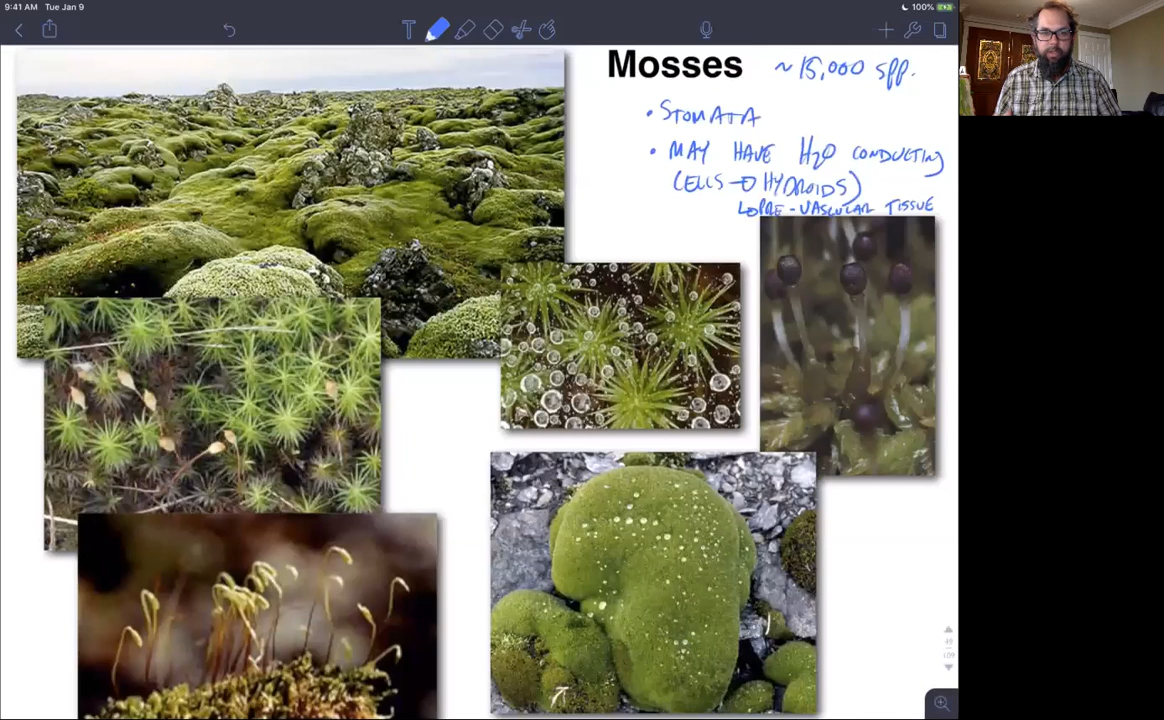 9:41 AM Tue Jan 9
100%
T
Mosses ~15,000 spp.
• STOMATA
• MAY HAVE H2O CONDUCTING
CELLS → HYDROIDS)
↳ PRE-VASCULAR TISSUE